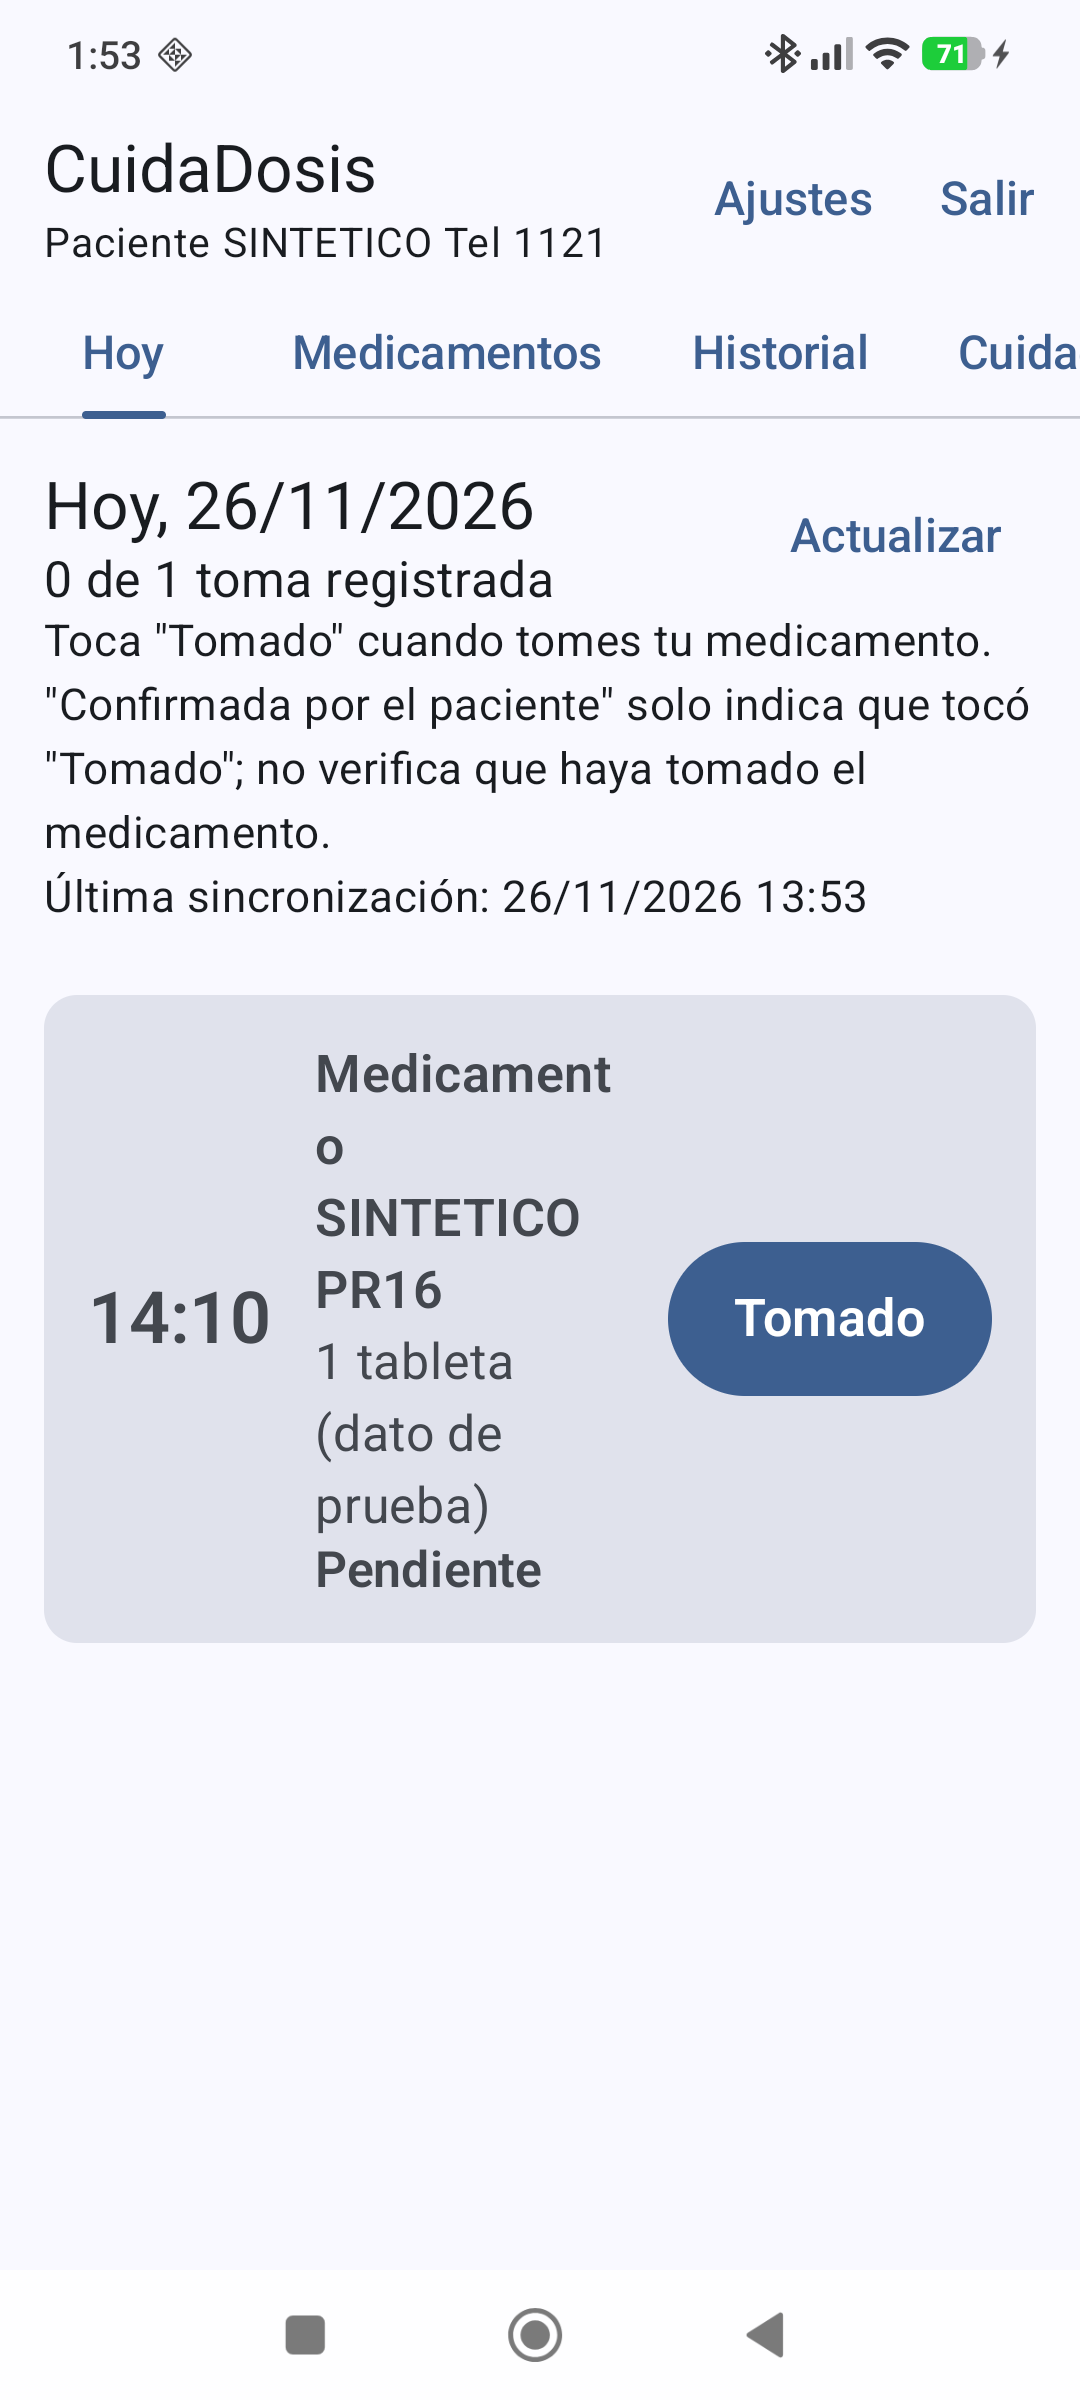 1:53
71
CuidaDosis
Ajustes
Salir
Paciente SINTETICO Tel 1121
Hoy
Medicamentos
Historial
Cuida
Hoy, 26/11/2026
Actualizar
0 de 1 toma registrada
Toca "Tomado" cuando tomes tu medicamento.
"Confirmada por el paciente" solo indica que tocó
"Tomado"; no verifica que haya tomado el
medicamento.
Última sincronización: 26/11/2026 13:53
14:10
Medicament
o
SINTETICO
PR16
1 tableta
(dato de
prueba)
Pendiente
Tomado